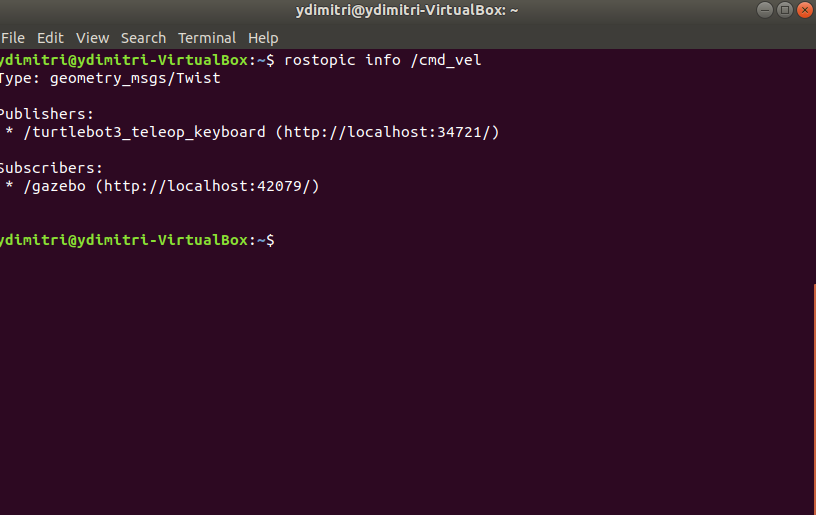 ydimitri@ydimitri-VirtualBox: ~
File Edit View Search Terminal Help
ydimitri@ydimitri-VirtualBox:~$ rostopic info /cmd_vel
Type: geometry_msgs/Twist
Publishers:
* /turtlebot3_teleop_keyboard (http://localhost:34721/)
Subscribers:
* /gazebo (http://localhost:42079/)
ydimitri@ydimitri-VirtualBox:~$